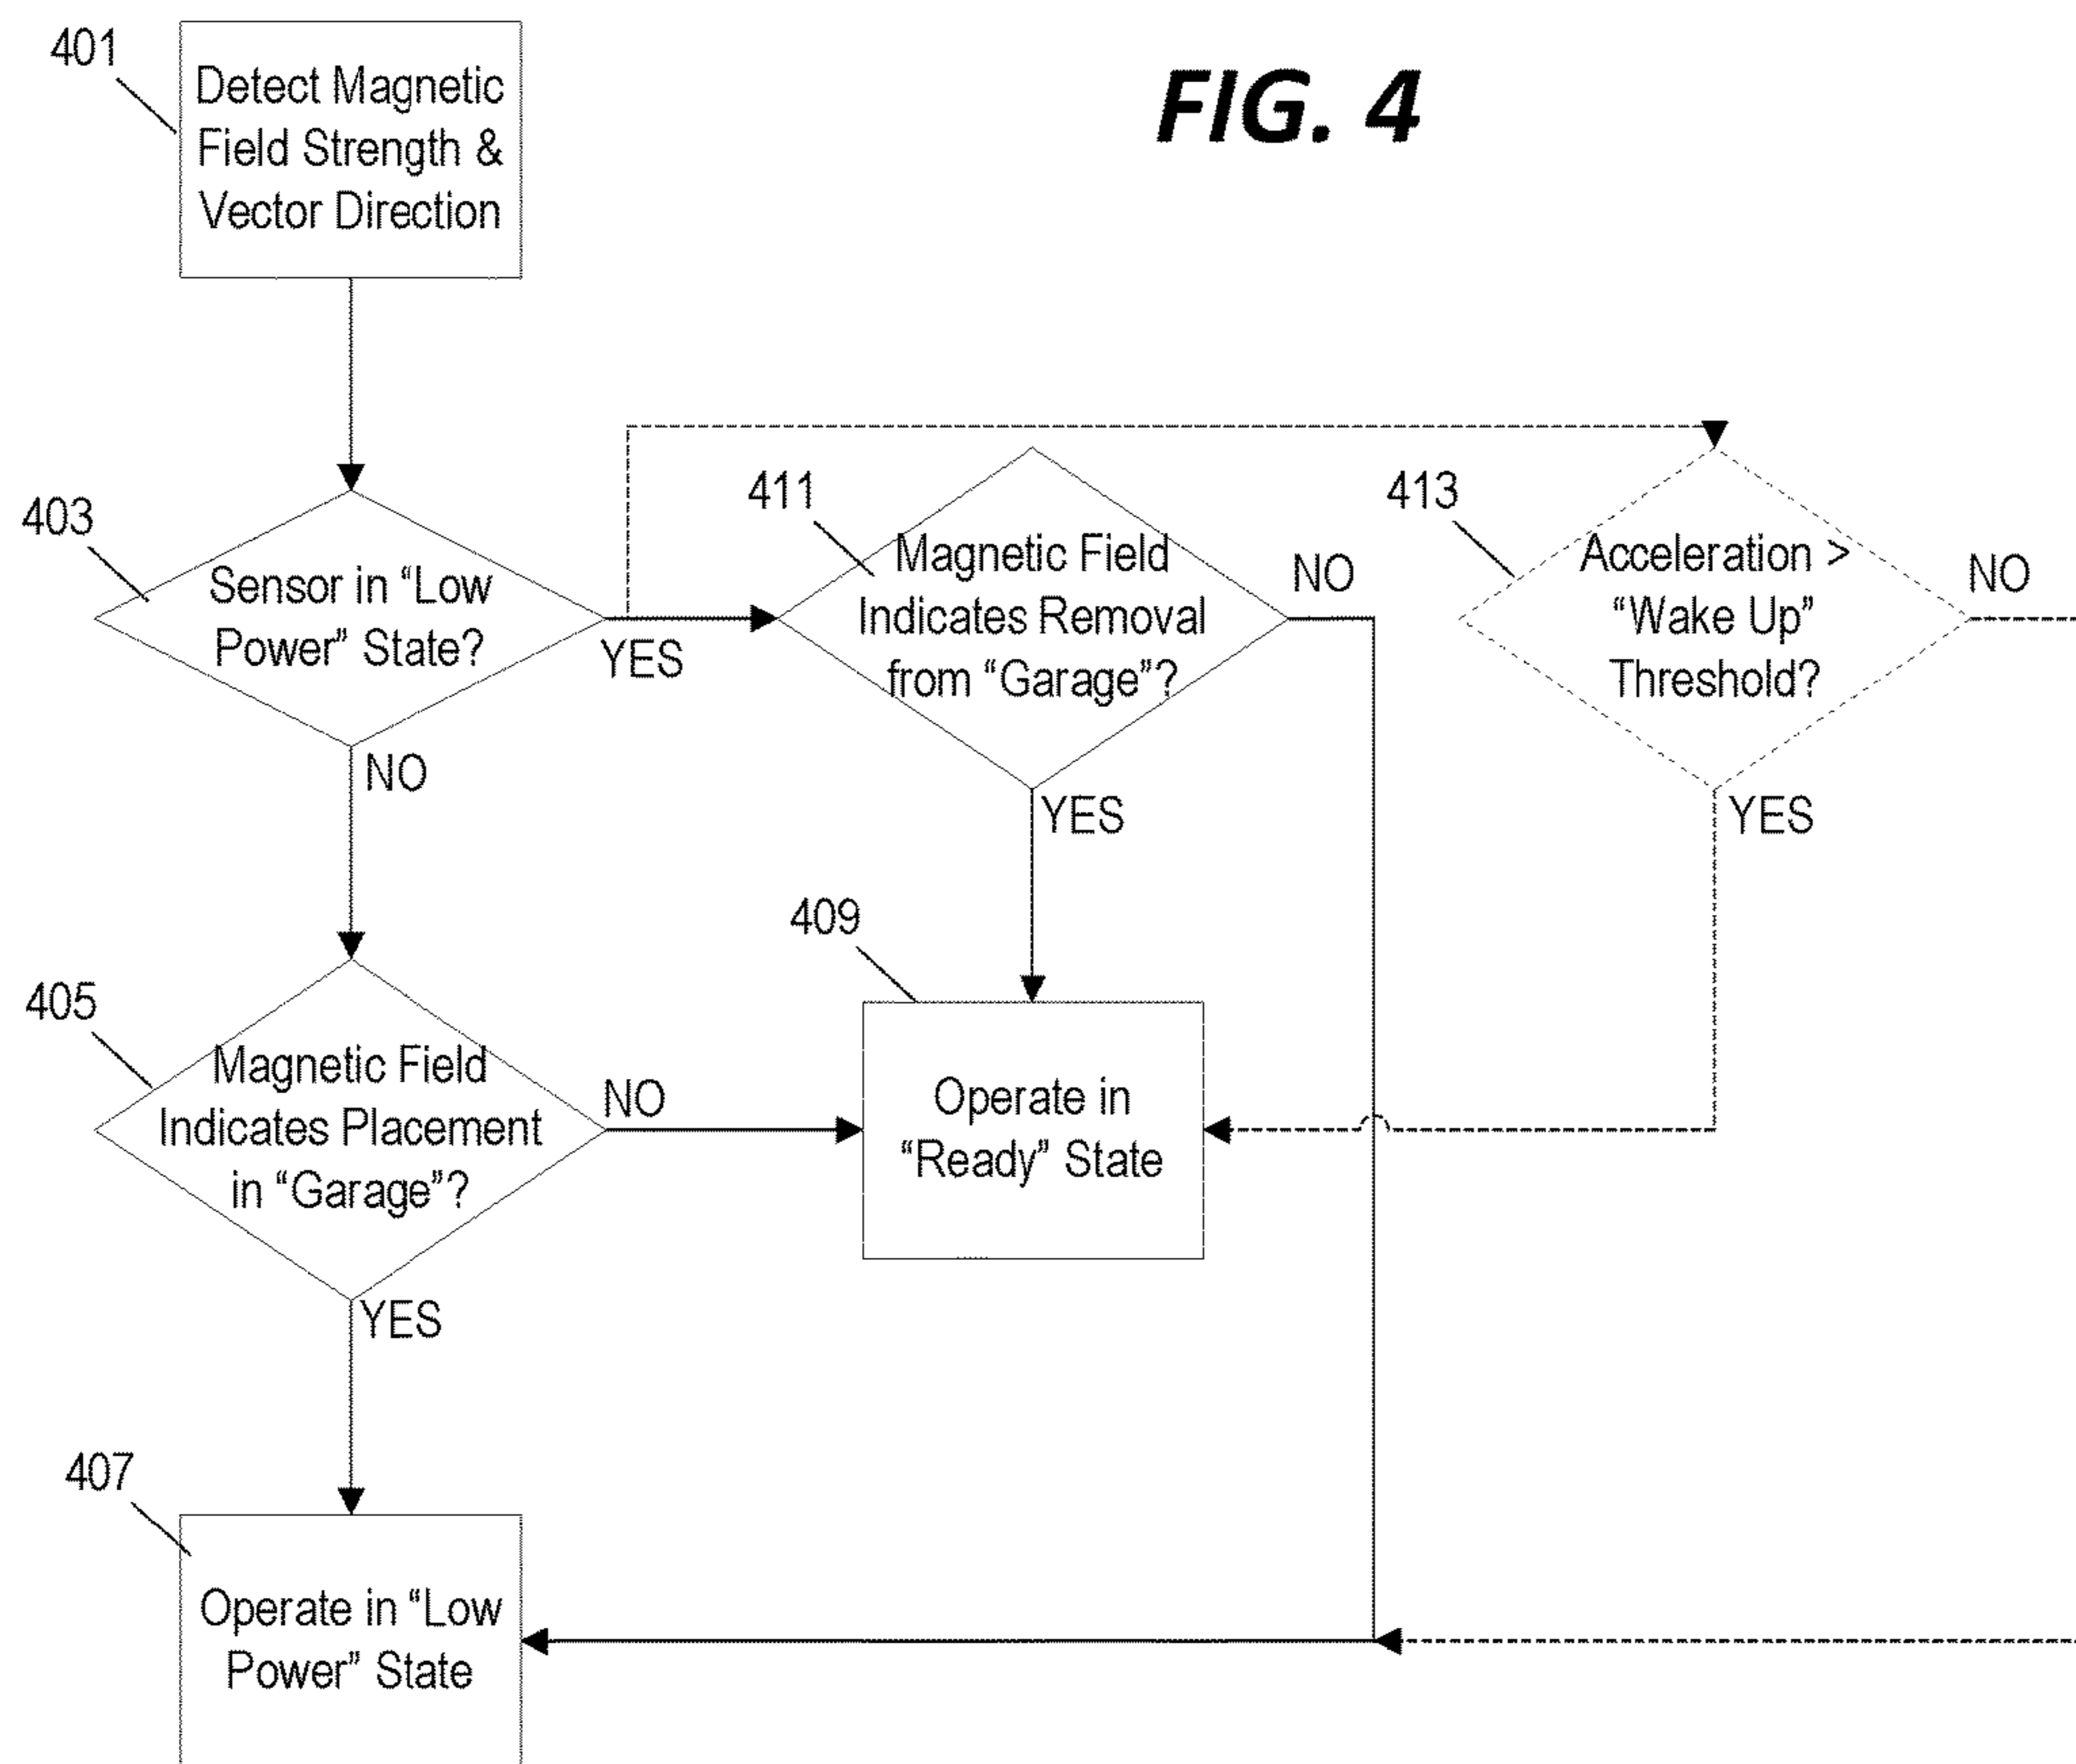 FIG. 4
401
Detect Magnetic
Field Strength &
Vector Direction
403
Sensor in “Low
Power” State?
YES
NO
411
Magnetic Field
Indicates Removal
from “Garage”?
NO
YES
413
Acceleration >
“Wake Up”
Threshold?
NO
YES
405
Magnetic Field
Indicates Placement
in “Garage”?
NO
YES
409
Operate in
“Ready” State
407
Operate in “Low
Power” State